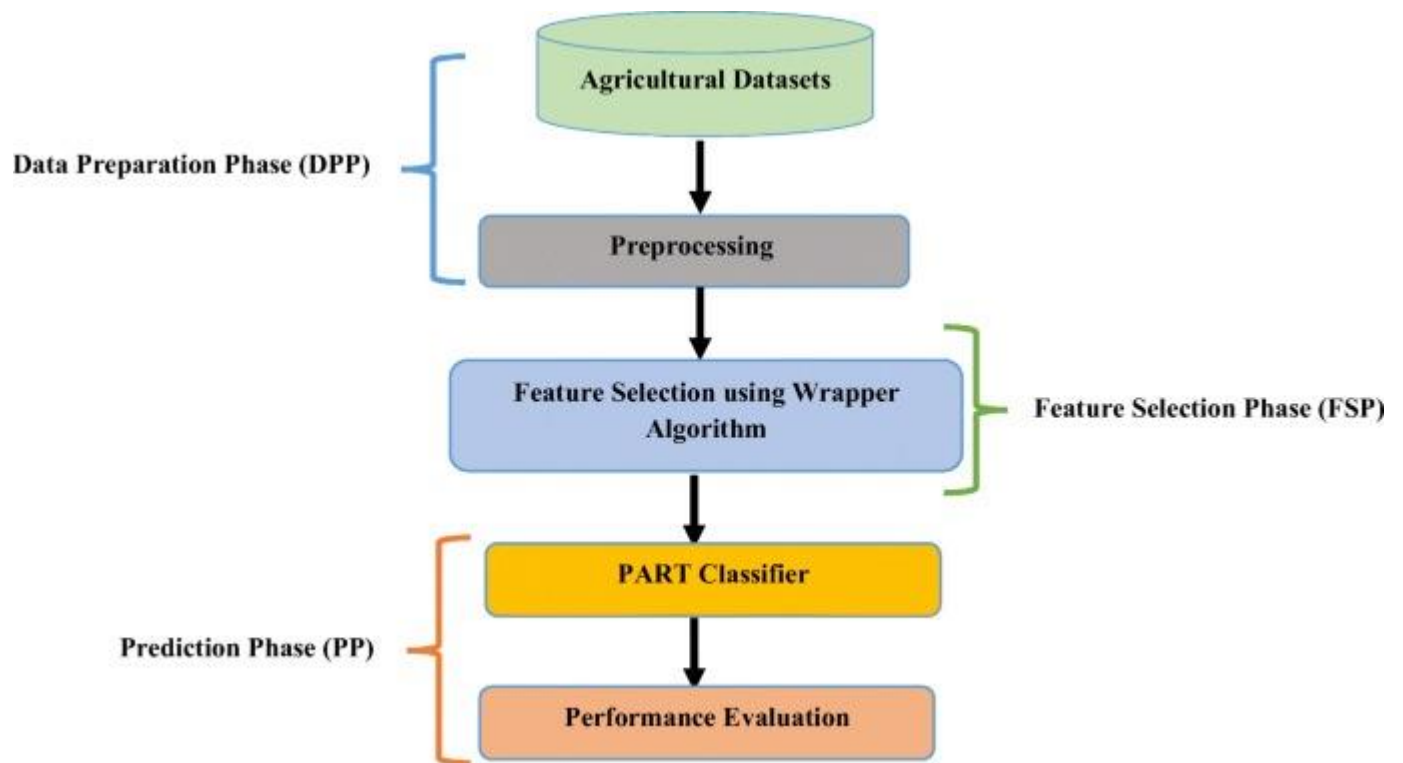 Agricultural Datasets
Data Preparation Phase (DPP)
Preprocessing
Feature Selection using Wrapper
Algorithm
Feature Selection Phase (FSP)
PART Classifier
Prediction Phase (PP)
Performance Evaluation